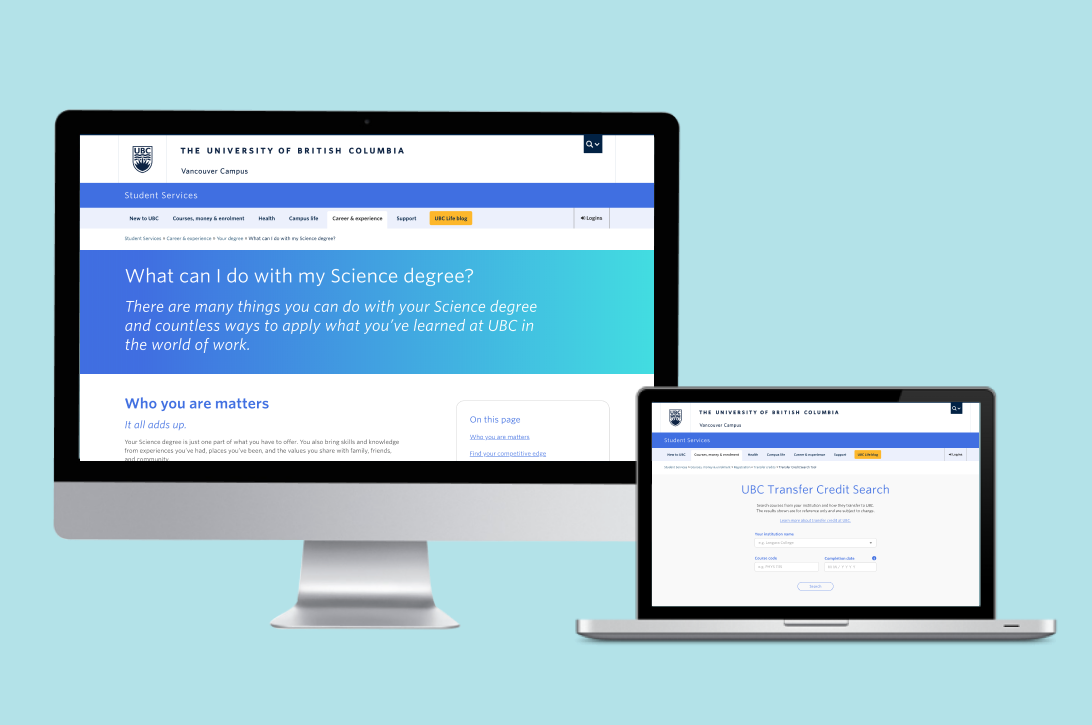 UBC
THE UNIVERSITY OF BRITISH COLUMBIA
Vancouver Campus
Student Services
New to UBC Courses, money & enrolment Health Campus life Career & experience Support UBC Life blog Logins
Student Services » Career & experience » Your degree » What can I do with my Science degree?
What can I do with my Science degree?
There are many things you can do with your Science degree
and countless ways to apply what you've learned at UBC in
the world of work.
Who you are matters
It all adds up.
Your Science degree is just one part of what you have to offer. You also bring skills and knowledge
from experiences you've had, places you've been, and the values you share with family, friends,
and community.
On this page
Who you are matters
Find your competitive edge
UBC
THE UNIVERSITY OF BRITISH COLUMBIA
Vancouver Campus
Student Services
New to UBC Courses, money & enrolment Health Campus life Career & experience Support UBC Life blog Logins
UBC Transfer Credit Search
Search courses from your institution and how they transfer to UBC.
The results shown are for reference only and are subject to change.
Learn more about transfer credit at UBC.
Your institution name
e.g. Langara College
Course code Completion date
e.g. PHYS 101 MM / YYYY
Search